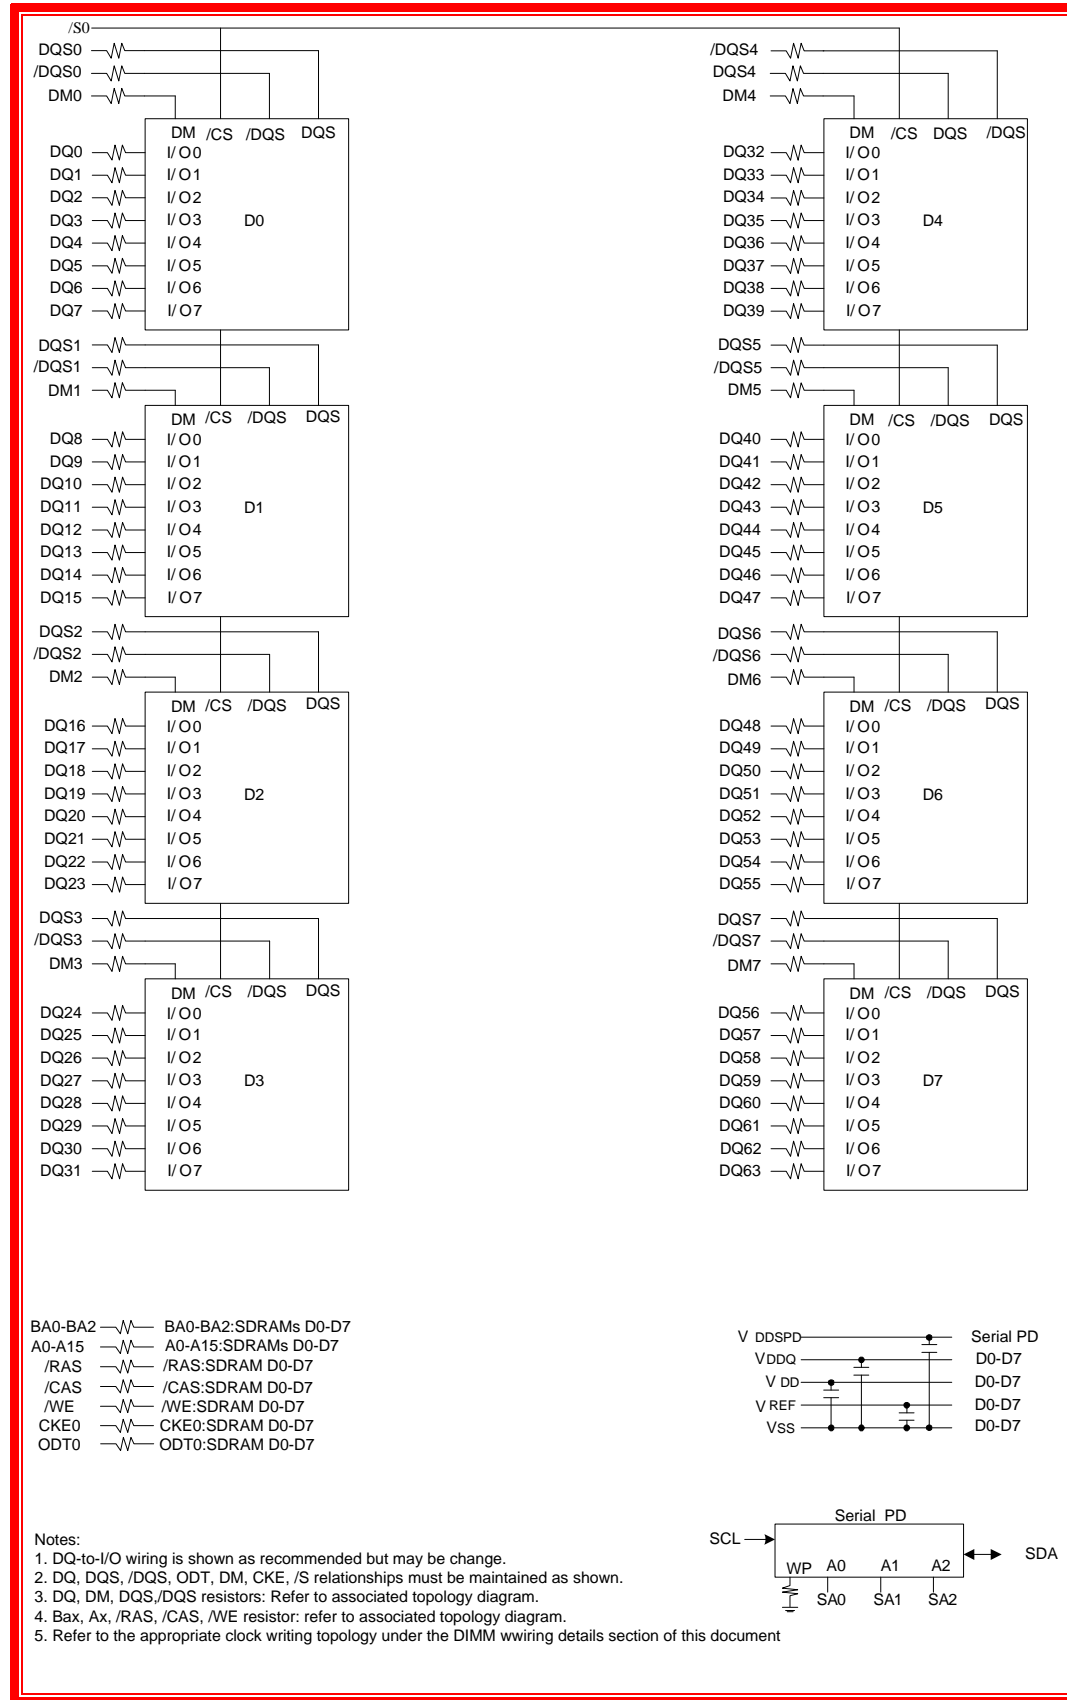 /S0
DQS0
/DQS0
DM0
DM /CS /DQS DQS
DQ0 I/O0
DQ1 I/O1
DQ2 I/O2
DQ3 I/O3 D0
DQ4 I/O4
DQ5 I/O5
DQ6 I/O6
DQ7 I/O7
DQS1
/DQS1
DM1
DM /CS /DQS DQS
DQ8 I/O0
DQ9 I/O1
DQ10 I/O2
DQ11 I/O3 D1
DQ12 I/O4
DQ13 I/O5
DQ14 I/O6
DQ15 I/O7
DQS2
/DQS2
DM2
DM /CS /DQS DQS
DQ16 I/O0
DQ17 I/O1
DQ18 I/O2
DQ19 I/O3 D2
DQ20 I/O4
DQ21 I/O5
DQ22 I/O6
DQ23 I/O7
DQS3
/DQS3
DM3
DM /CS /DQS DQS
DQ24 I/O0
DQ25 I/O1
DQ26 I/O2
DQ27 I/O3 D3
DQ28 I/O4
DQ29 I/O5
DQ30 I/O6
DQ31 I/O7
/DQS4
DQS4
DM4
DM /CS DQS /DQS
DQ32 I/O0
DQ33 I/O1
DQ34 I/O2
DQ35 I/O3 D4
DQ36 I/O4
DQ37 I/O5
DQ38 I/O6
DQ39 I/O7
DQS5
/DQS5
DM5
DM /CS /DQS DQS
DQ40 I/O0
DQ41 I/O1
DQ42 I/O2
DQ43 I/O3 D5
DQ44 I/O4
DQ45 I/O5
DQ46 I/O6
DQ47 I/O7
DQS6
/DQS6
DM6
DM /CS /DQS DQS
DQ48 I/O0
DQ49 I/O1
DQ50 I/O2
DQ51 I/O3 D6
DQ52 I/O4
DQ53 I/O5
DQ54 I/O6
DQ55 I/O7
DQS7
/DQS7
DM7
DM /CS /DQS DQS
DQ56 I/O0
DQ57 I/O1
DQ58 I/O2
DQ59 I/O3 D7
DQ60 I/O4
DQ61 I/O5
DQ62 I/O6
DQ63 I/O7
BA0-BA2 BA0-BA2:SDRAMs D0-D7
A0-A15 A0-A15:SDRAMs D0-D7
/RAS /RAS:SDRAM D0-D7
/CAS /CAS:SDRAM D0-D7
/WE /WE:SDRAM D0-D7
CKE0 CKE0:SDRAM D0-D7
ODT0 ODT0:SDRAM D0-D7
V DDSPD Serial PD
VDDQ D0-D7
V DD D0-D7
V REF D0-D7
VSS D0-D7
Serial PD
SCL SDA
WP A0 A1 A2
SA0 SA1 SA2
Notes:
1. DQ-to-I/O wiring is shown as recommended but may be change.
2. DQ, DQS, /DQS, ODT, DM, CKE, /S relationships must be maintained as shown.
3. DQ, DM, DQS,/DQS resistors: Refer to associated topology diagram.
4. Bax, Ax, /RAS, /CAS, /WE resistor: refer to associated topology diagram.
5. Refer to the appropriate clock writing topology under the DIMM wwiring details section of this document